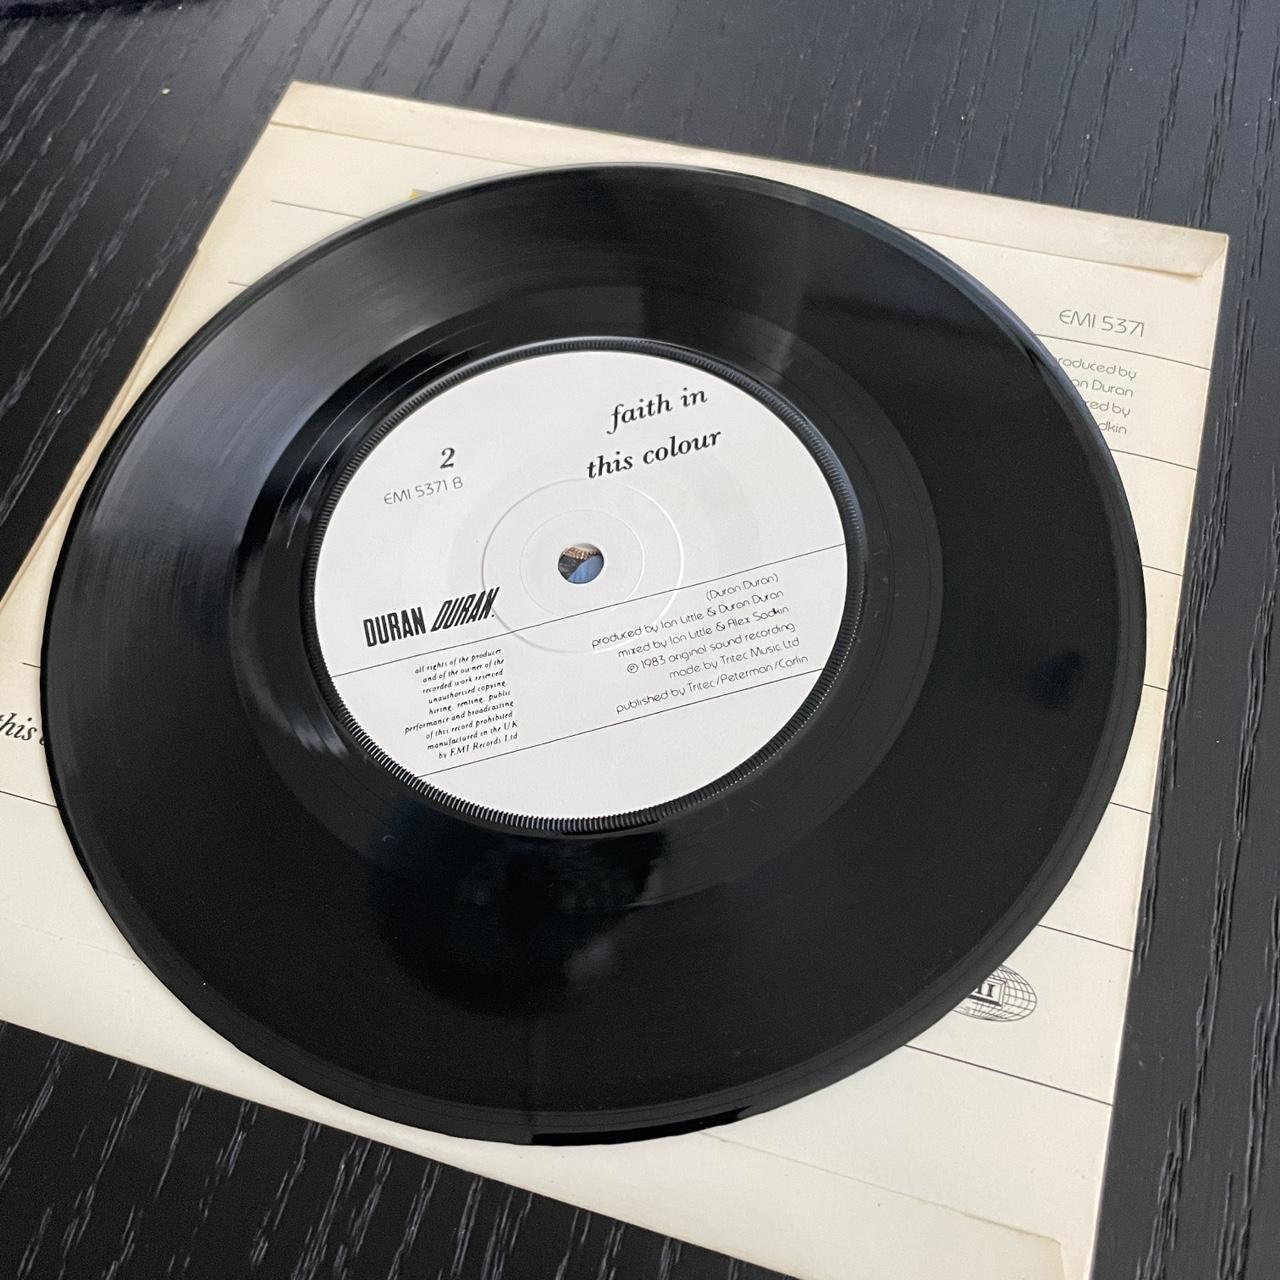 EMI 5371
produced by
Duran
by
this
faith in
this colour
2
EMI 5371 B
DURAN DURAN.
(Duran Duran)
produced by Ian Little & Duran Duran
mixed by Ian Little & Alex Sadkin
℗ 1983 original sound recording
made by Tritec Music Ltd
published by Tritec/Peterman/Carlin
all rights of the producer
and of the owner of the
recorded work reserved
unauthorised copying,
hiring, renting, public
performance and broadcasting
of this record prohibited
manufactured in the UK
by EMI Records Ltd